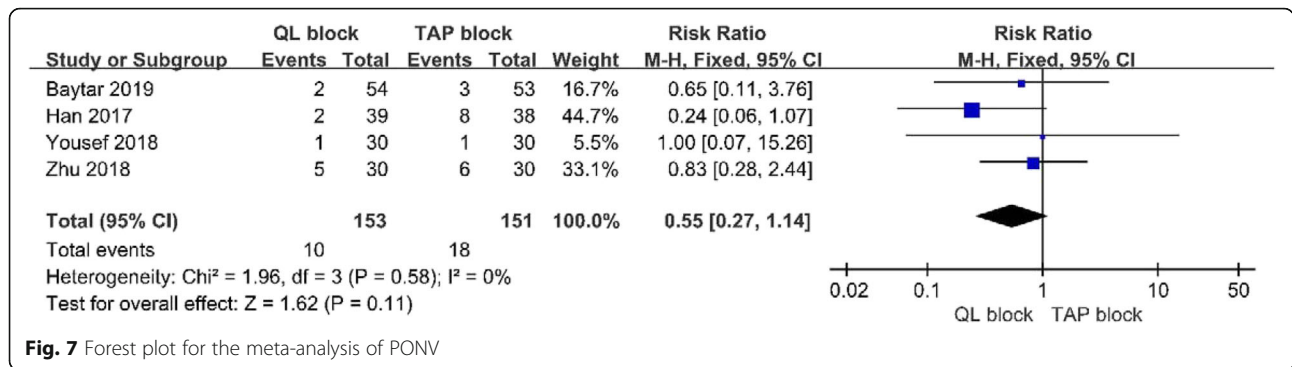 QL block TAP block Risk Ratio Risk Ratio
Study or Subgroup Events Total Events Total Weight M-H, Fixed, 95% CI M-H, Fixed, 95% CI
Baytar 2019 2 54 3 53 16.7% 0.65 [0.11, 3.76]
Han 2017 2 39 8 38 44.7% 0.24 [0.06, 1.07]
Yousef 2018 1 30 1 30 5.5% 1.00 [0.07, 15.26]
Zhu 2018 5 30 6 30 33.1% 0.83 [0.28, 2.44]
Total (95% CI) 153 151 100.0% 0.55 [0.27, 1.14]
Total events 10 18
Heterogeneity: Chi² = 1.96, df = 3 (P = 0.58); I² = 0%
Test for overall effect: Z = 1.62 (P = 0.11)
0.02 0.1 1 10 50
QL block TAP block
Fig. 7 Forest plot for the meta-analysis of PONV